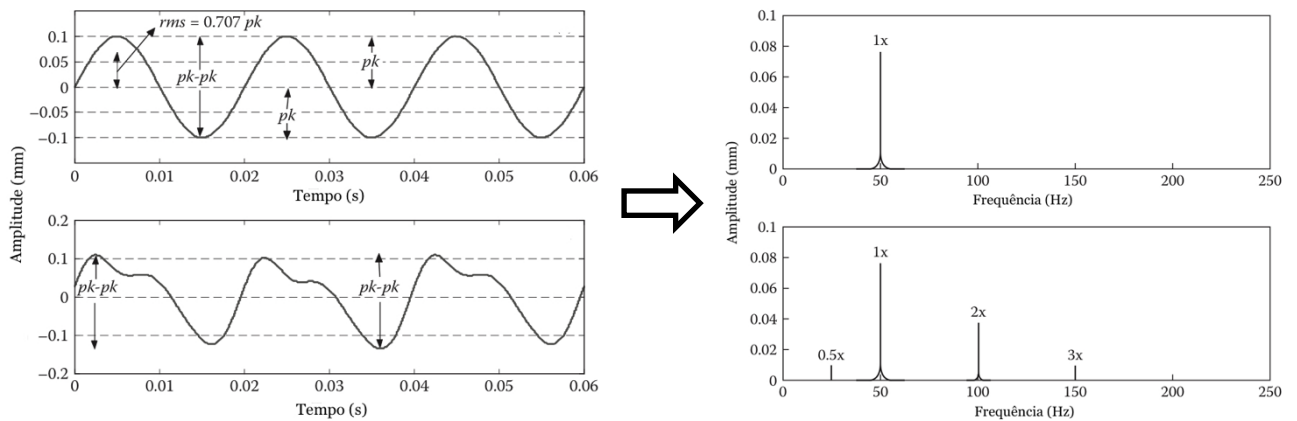 rms = 0.707 pk
0.1
0.05
0
−0.05
−0.1
pk-pk
pk
pk
0
0.01
0.02
0.03
0.04
0.05
0.06
Tempo (s)
Amplitude (mm)
0.2
0.1
0
−0.1
−0.2
pk-pk
pk-pk
0
0.01
0.02
0.03
0.04
0.05
0.06
Tempo (s)
0.1
0.08
0.06
0.04
0.02
0
1x
0
50
100
150
200
250
Frequência (Hz)
Amplitude (mm)
0.1
0.08
0.06
0.04
0.02
0
0.5x
1x
2x
3x
0
50
100
150
200
250
Frequência (Hz)